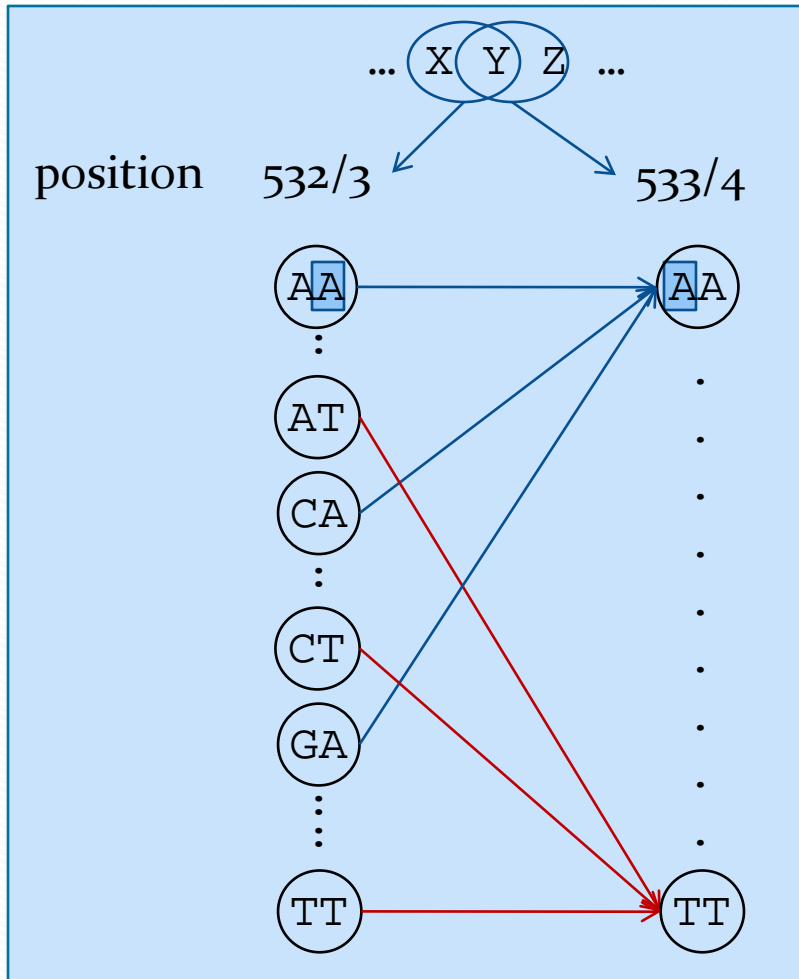 ... X Y Z ...
position 532/3 533/4
AA AA
AT
CA
CT
GA
TT TT